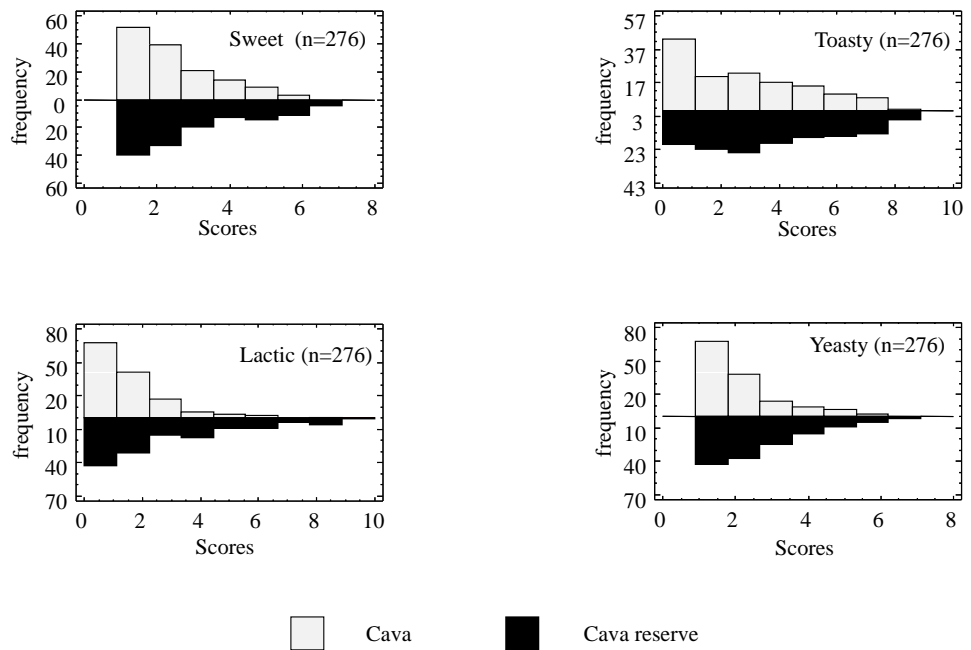 60
40
20
0
20
40
60
frequency
Sweet (n=276)
0 2 4 6 8
Scores
57
37
17
3
23
43
frequency
Toasty (n=276)
0 2 4 6 8 10
Scores
80
50
20
10
40
70
frequency
Lactic (n=276)
0 2 4 6 8 10
Scores
80
50
20
10
40
70
frequency
Yeasty (n=276)
0 2 4 6 8
Scores
Cava
Cava reserve